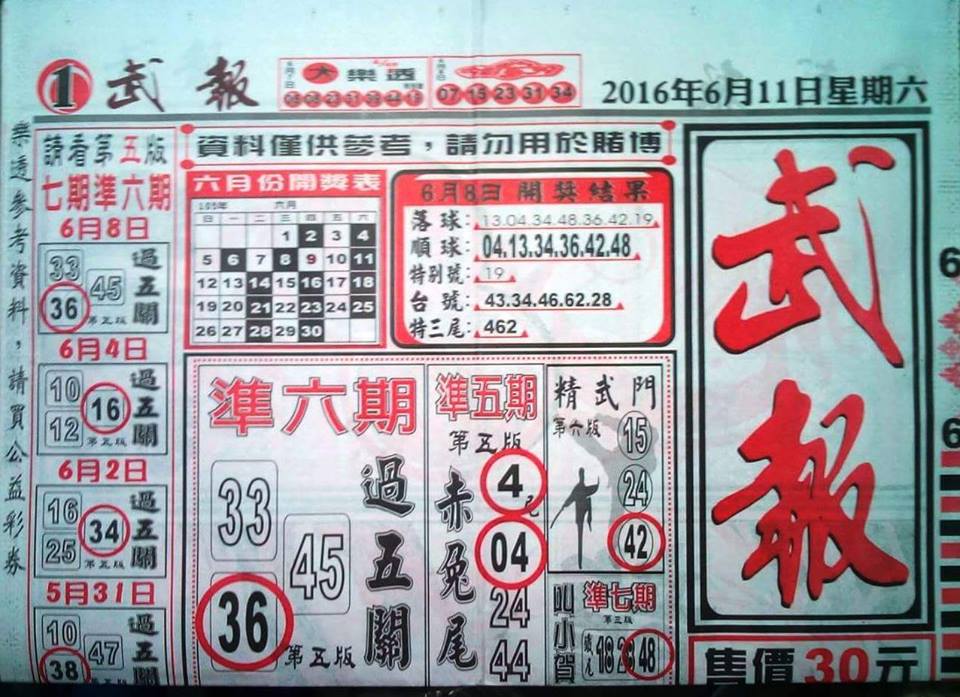 1 武報
大樂透
07 15 23 31 34
2016年6月11日星期六
樂透參考資料，請買公益彩券
請看第五版
七期準六期
6月8日
33
45
36
過五關
第五版
6月4日
10
16
12
過五關
第五版
6月2日
16
34
25
過五關
第五版
5月31日
10
47
38
過五
資料僅供參考，請勿用於賭博
六月份開獎表
105年 六月
日 一 二 三 四 五 六
1 2 3 4
5 6 7 8 9 10 11
12 13 14 15 16 17 18
19 20 21 22 23 24 25
26 27 28 29 30
6月8日開獎結果
落球：13.04.34.48.36.42.19
順球：04.13.34.36.42.48
特別號：19
台號：43.34.46.62.28
特三尾：462
準六期
33
45
36
過五關
第五版
準五期
第五版
赤兔尾
4
04
24
44
精武門
第六版
15
24
42
叫小賀
準七期
第三版
18 28 48
武報
售價30元
6
6